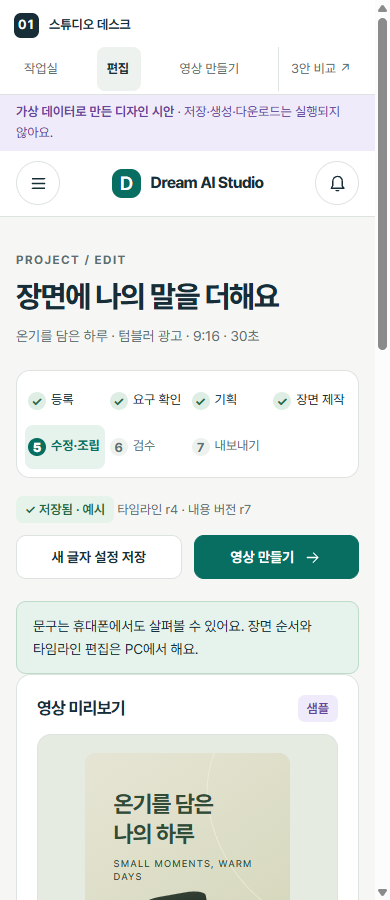 01 스튜디오 데스크
작업실 편집 영상 만들기 3안 비교 ↗
가상 데이터로 만든 디자인 시안 · 저장·생성·다운로드는 실행되지
않아요.
D Dream AI Studio
PROJECT / EDIT
장면에 나의 말을 더해요
온기를 담은 하루 · 텀블러 광고 · 9:16 · 30초
✓ 등록 ✓ 요구 확인 ✓ 기획 ✓ 장면 제작
5 수정·조립 6 검수 7 내보내기
✓ 저장됨 · 예시 타임라인 r4 · 내용 버전 r7
새 글자 설정 저장 영상 만들기 →
문구는 휴대폰에서도 살펴볼 수 있어요. 장면 순서와
타임라인 편집은 PC에서 해요.
영상 미리보기 샘플
온기를 담은
나의 하루
SMALL MOMENTS, WARM
DAYS